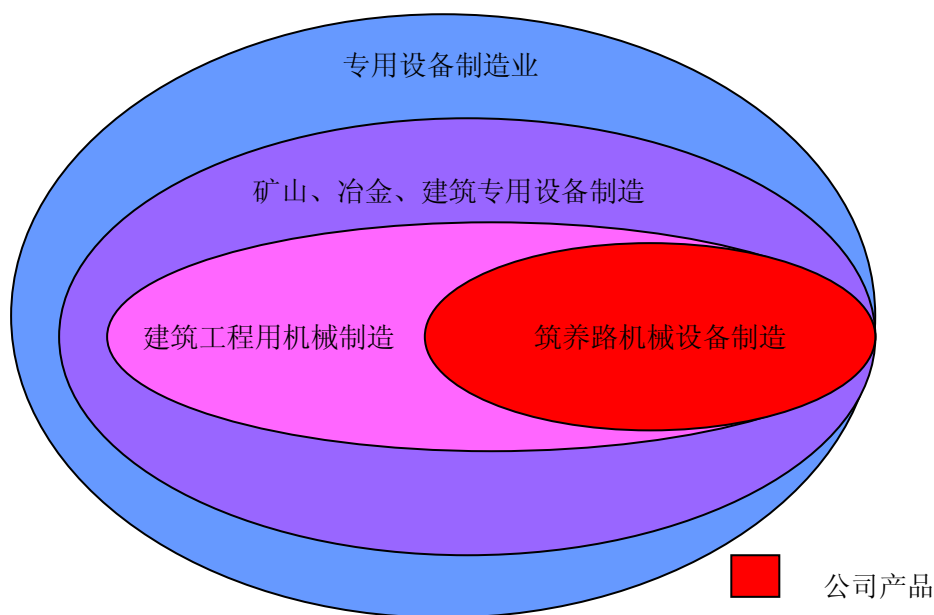 专用设备制造业
矿山、冶金、建筑专用设备制造
建筑工程用机械制造
筑养路机械设备制造
公司产品